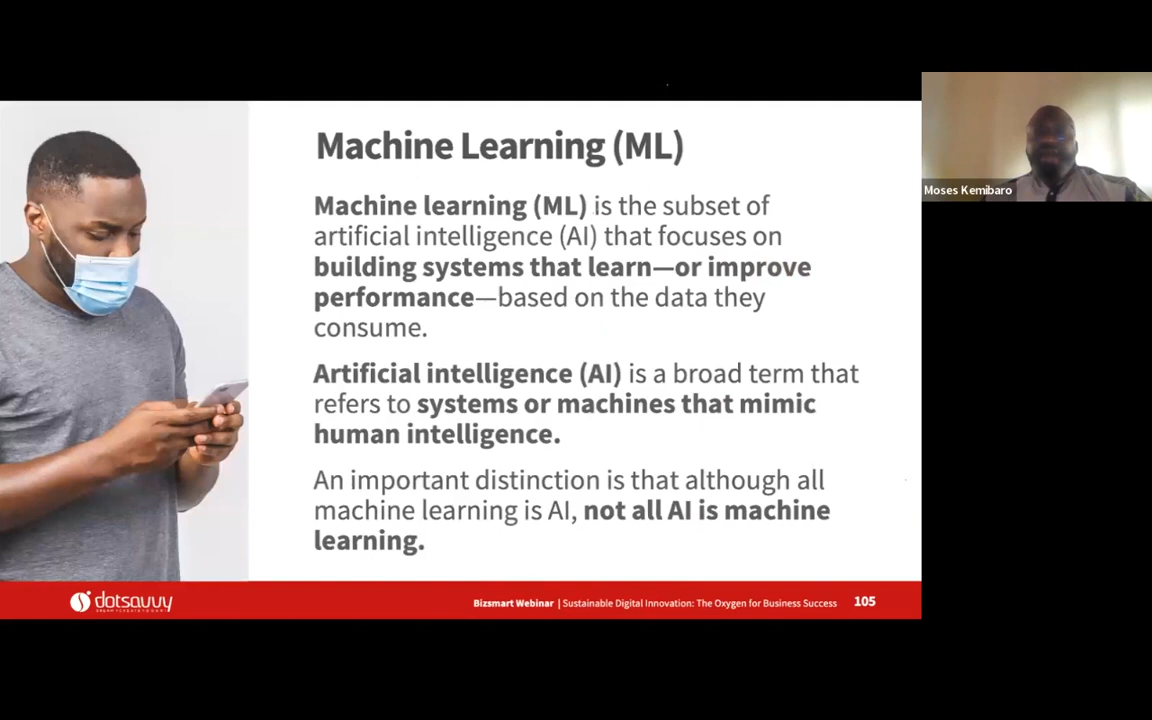 Machine Learning (ML)
Machine learning (ML) is the subset of
artificial intelligence (AI) that focuses on
building systems that learn—or improve
performance—based on the data they
consume.
Artificial intelligence (AI) is a broad term that
refers to systems or machines that mimic
human intelligence.
An important distinction is that although all
machine learning is AI, not all AI is machine
learning.
Moses Kemibaro
dotsavvy
Bizsmart Webinar | Sustainable Digital Innovation: The Oxygen for Business Success 105